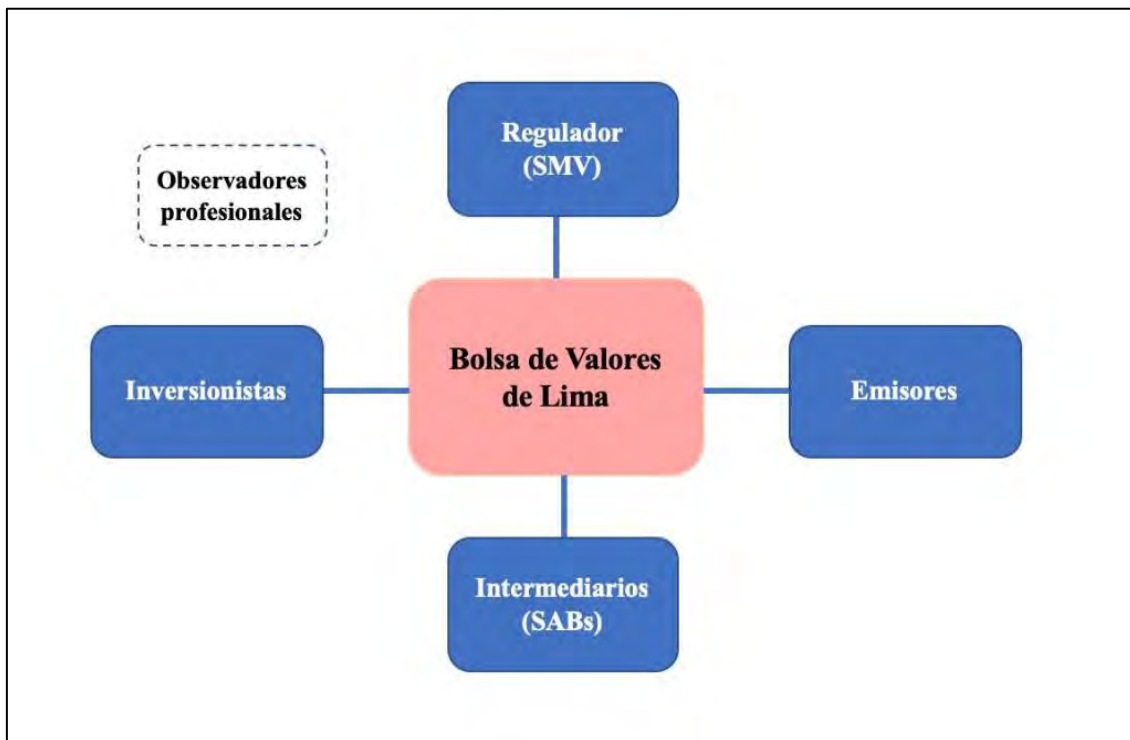 Regulador
(SMV)
Observadores
profesionales
Inversionistas
Bolsa de Valores
de Lima
Emisores
Intermediarios
(SABs)